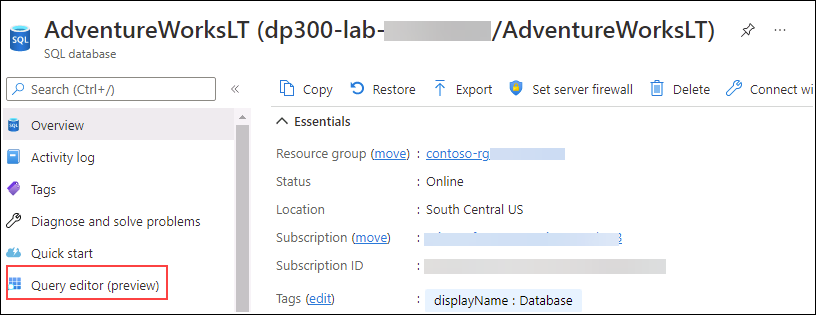 AdventureWorksLT (dp300-lab-/AdventureWorksLT)
SQL
SQL database
Search (Ctrl+/)
«
Overview
Activity log
Tags
Diagnose and solve problems
Quick start
Query editor (preview)
Copy Restore Export Set server firewall Delete Connect wi
Essentials
Resource group (move) : contoso-rg
Status : Online
Location : South Central US
Subscription (move) :
Subscription ID :
Tags (edit) : displayName : Database